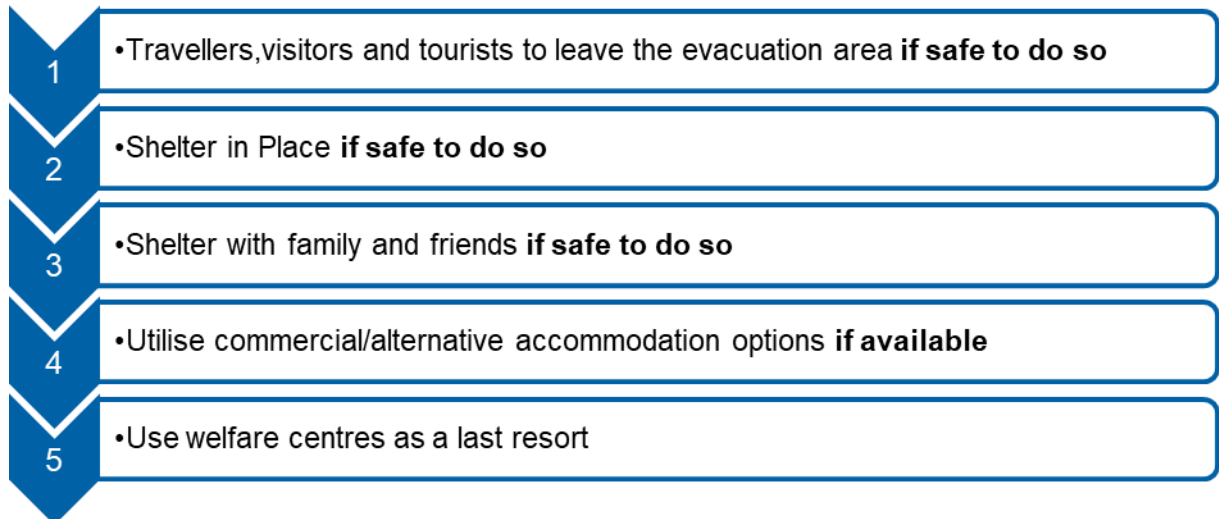 1
•Travellers,visitors and tourists to leave the evacuation area if safe to do so
2
•Shelter in Place if safe to do so
3
•Shelter with family and friends if safe to do so
4
•Utilise commercial/alternative accommodation options if available
5
•Use welfare centres as a last resort